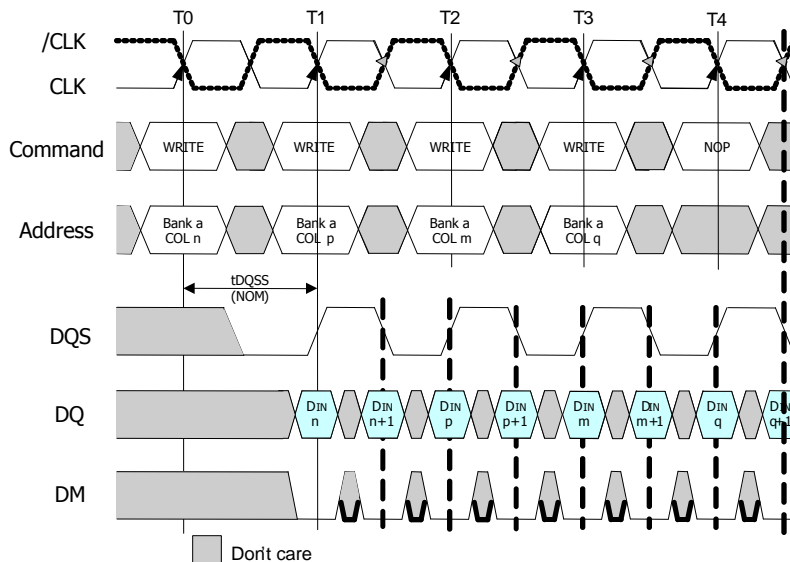 T0 T1 T2 T3 T4
/CLK
CLK
Command WRITE WRITE WRITE WRITE NOP
Address Bank a Bank a Bank a Bank a
COL n COL p COL m COL q
tDQSS
(NOM)
DQS
DQ DIN DIN DIN DIN DIN DIN DIN DIN
n n+1 p p+1 m m+1 q q+1
DM
Don't care